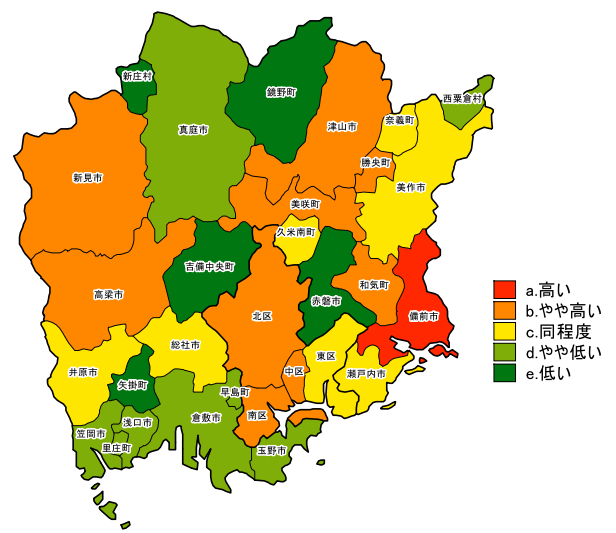 新庄村
鏡野町
西粟倉村
真庭市
津山市
奈義町
勝央町
新見市
美作市
美咲町
久米南町
吉備中央町
高梁市
赤磐市
和気町
北区
備前市
総社市
東区
井原市
中区
瀬戸内市
矢掛町
早島町
南区
倉敷市
浅口市
笠岡市
里庄町
玉野市
a.高い
b.やや高い
c.同程度
d.やや低い
e.低い